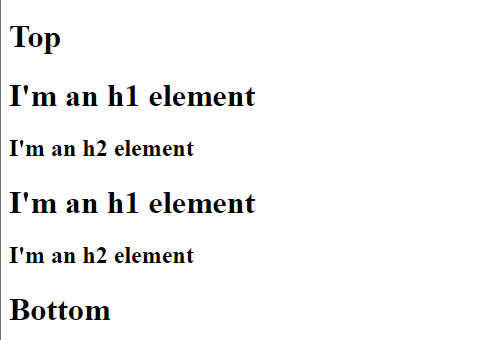 Top
I'm an h1 element
I'm an h2 element
I'm an h1 element
I'm an h2 element
Bottom